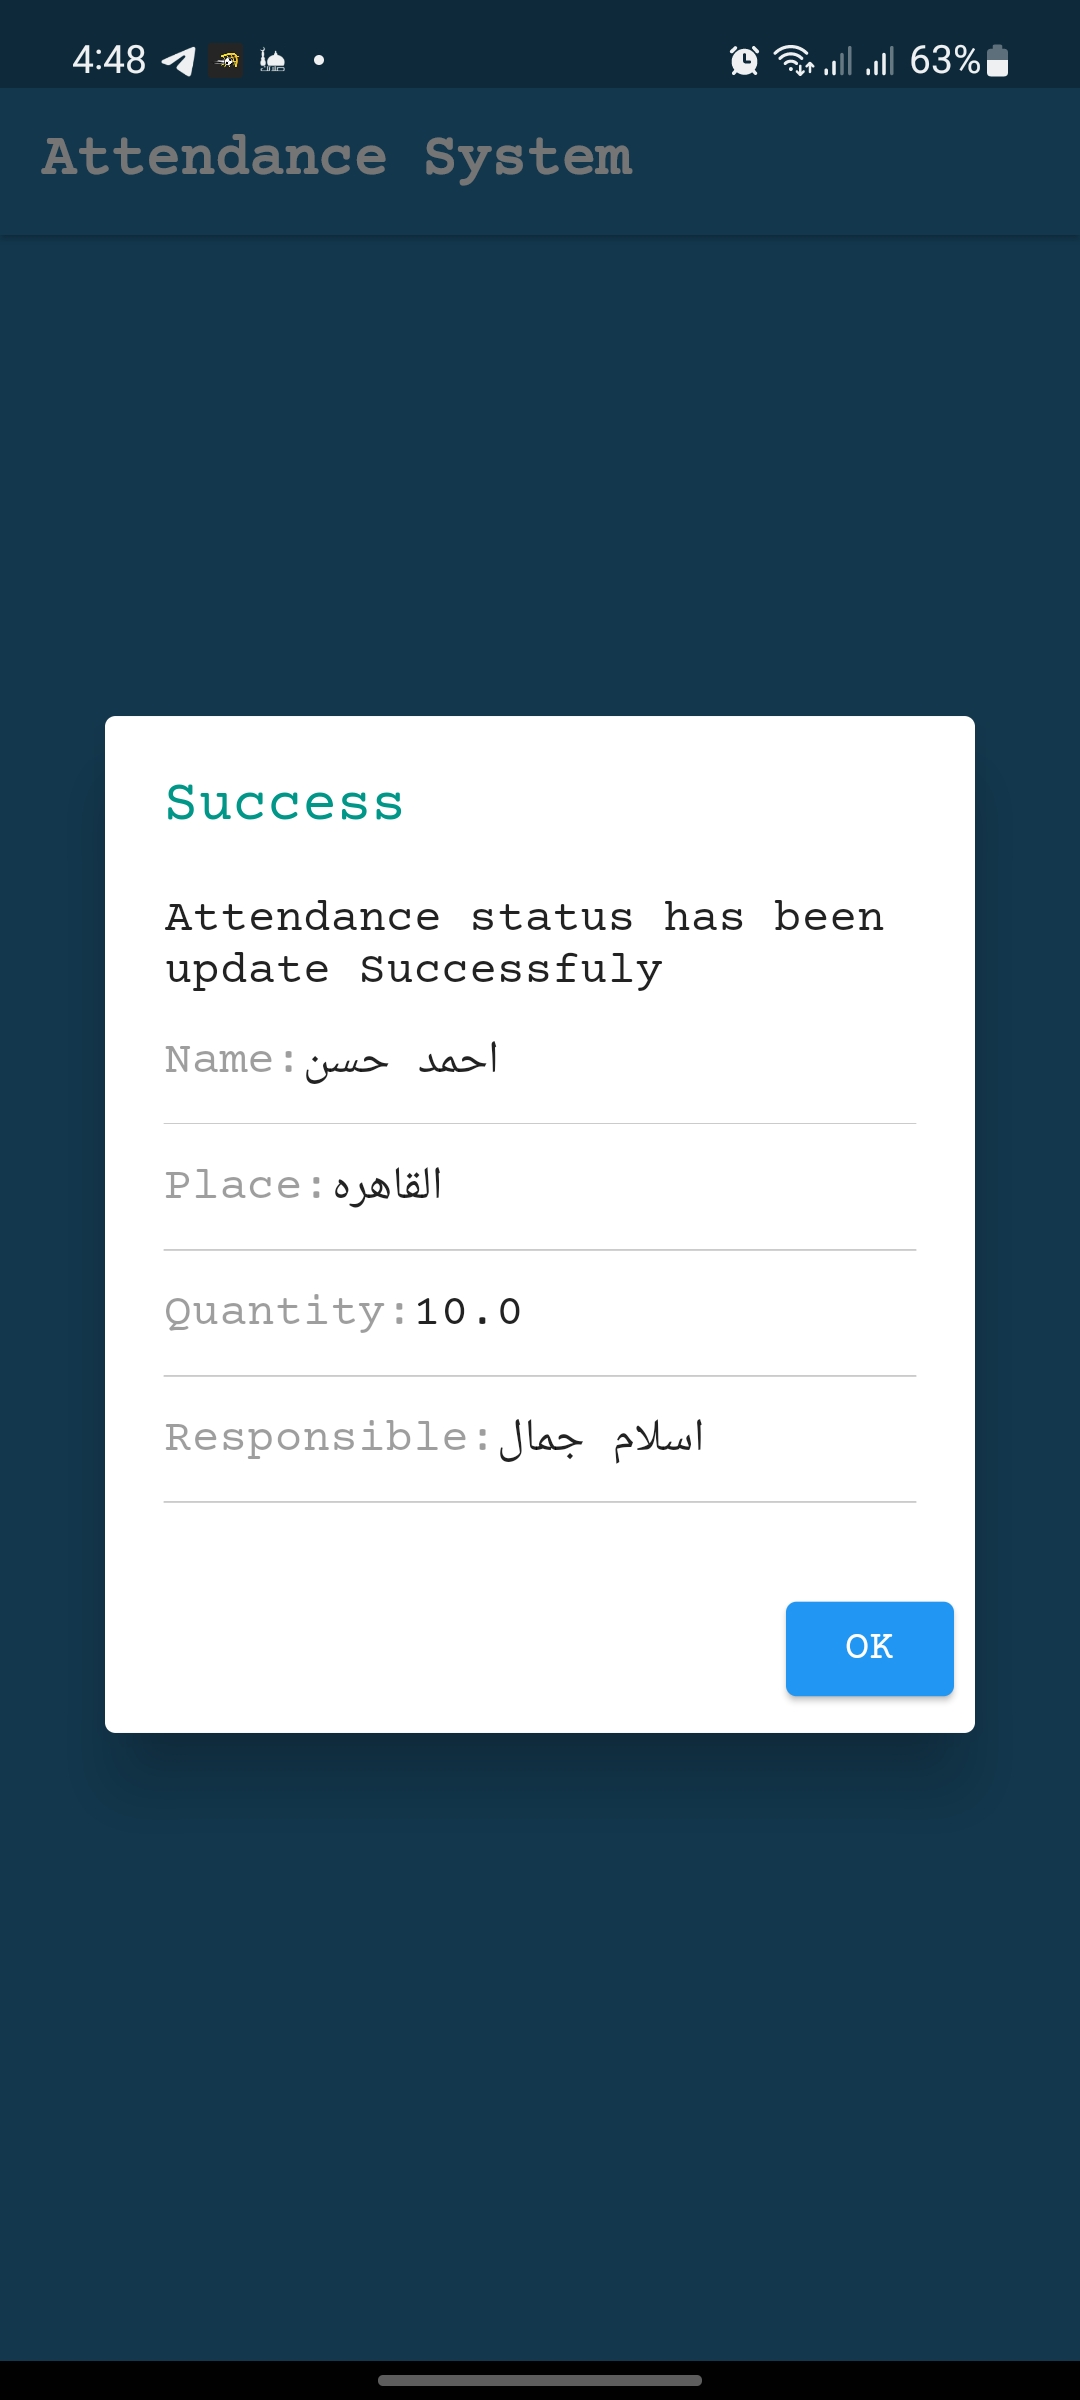 4:48
63%
Attendance System
Success
Attendance status has been
update Successfuly
Name:احمد حسن
Place:القاهره
Quantity:10.0
Responsible:اسلام جمال
OK